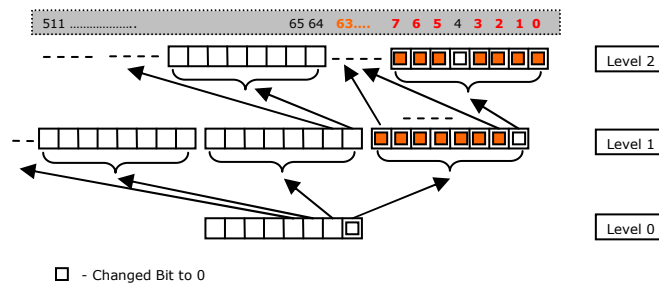 511 ...................... 65 64 63.... 7 6 5 4 3 2 1 0
Level 2
Level 1
Level 0
- Changed Bit to 0